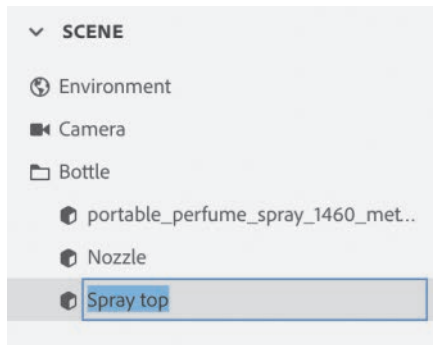 SCENE
Environment
Camera
Bottle
portable_perfume_spray_1460_met...
Nozzle
Spray top